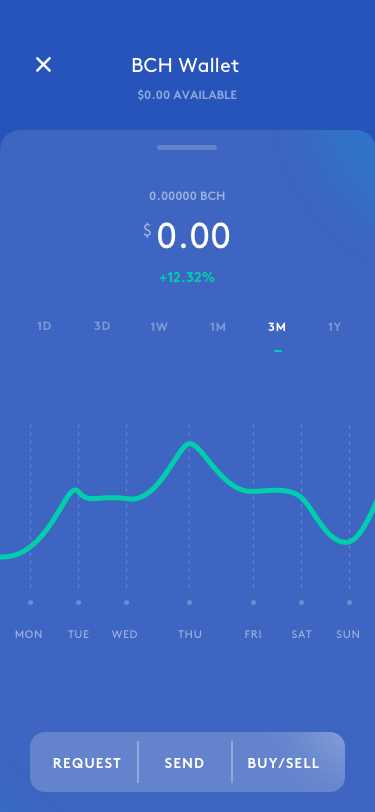 BCH Wallet
$0.00 AVAILABLE
0.00000 BCH
$ 0.00
+12.32%
1D 3D 1W 1M 3M 1Y
MON TUE WED THU FRI SAT SUN
REQUEST SEND BUY/SELL